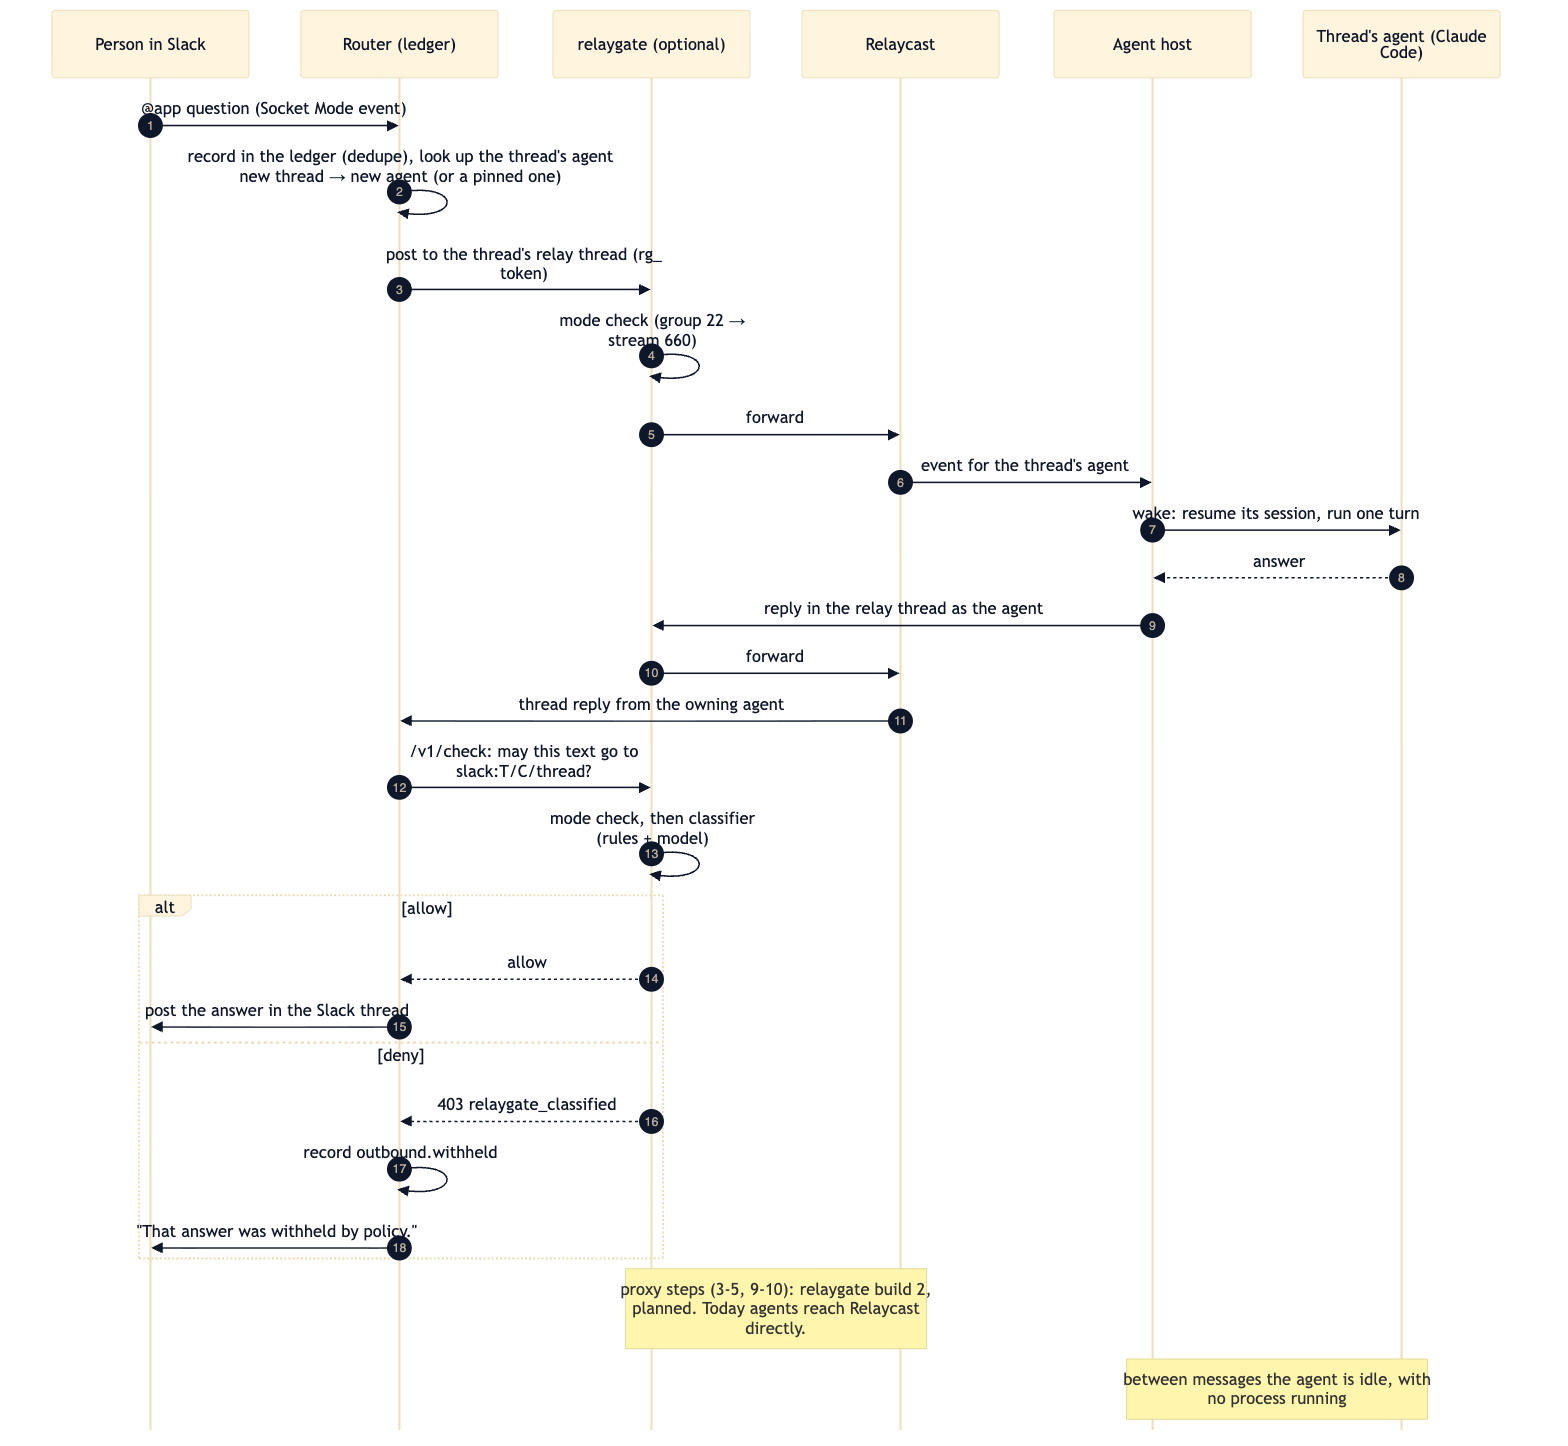 Person in Slack
Router (ledger)
relaygate (optional)
Relaycast
Agent host
Thread's agent (Claude
Code)
@app question (Socket Mode event)
1
record in the ledger (dedupe), look up the thread's agent
new thread → new agent (or a pinned one)
2
post to the thread's relay thread (rg_
token)
3
mode check (group 22 →
stream 660)
4
forward
5
event for the thread's agent
6
wake: resume its session, run one turn
7
answer
8
reply in the relay thread as the agent
9
forward
10
thread reply from the owning agent
11
/v1/check: may this text go to
slack:T/C/thread?
12
mode check, then classifier
(rules + model)
13
alt
[allow]
allow
14
post the answer in the Slack thread
15
[deny]
403 relaygate_classified
16
record outbound.withheld
17
"That answer was withheld by policy."
18
proxy steps (3-5, 9-10): relaygate build 2,
planned. Today agents reach Relaycast
directly.
between messages the agent is idle, with
no process running